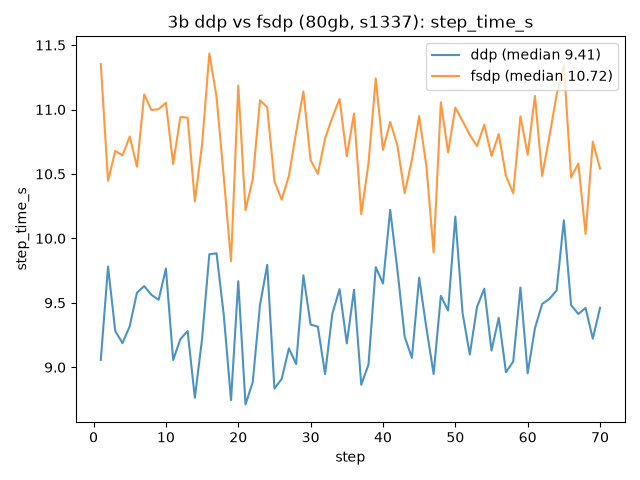 3b ddp vs fsdp (80gb, s1337): step_time_s
ddp (median 9.41)
fsdp (median 10.72)
step_time_s
11.5
11.0
10.5
10.0
9.5
9.0
0 10 20 30 40 50 60 70
step